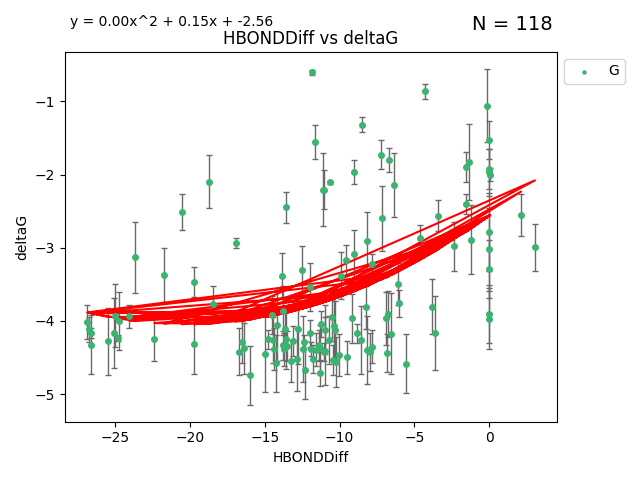 y = 0.00x^2 + 0.15x + -2.56
N = 118
HBONDDiff vs deltaG
G
deltaG
−1
−2
−3
−4
−5
−25
−20
−15
−10
−5
0
HBONDDiff